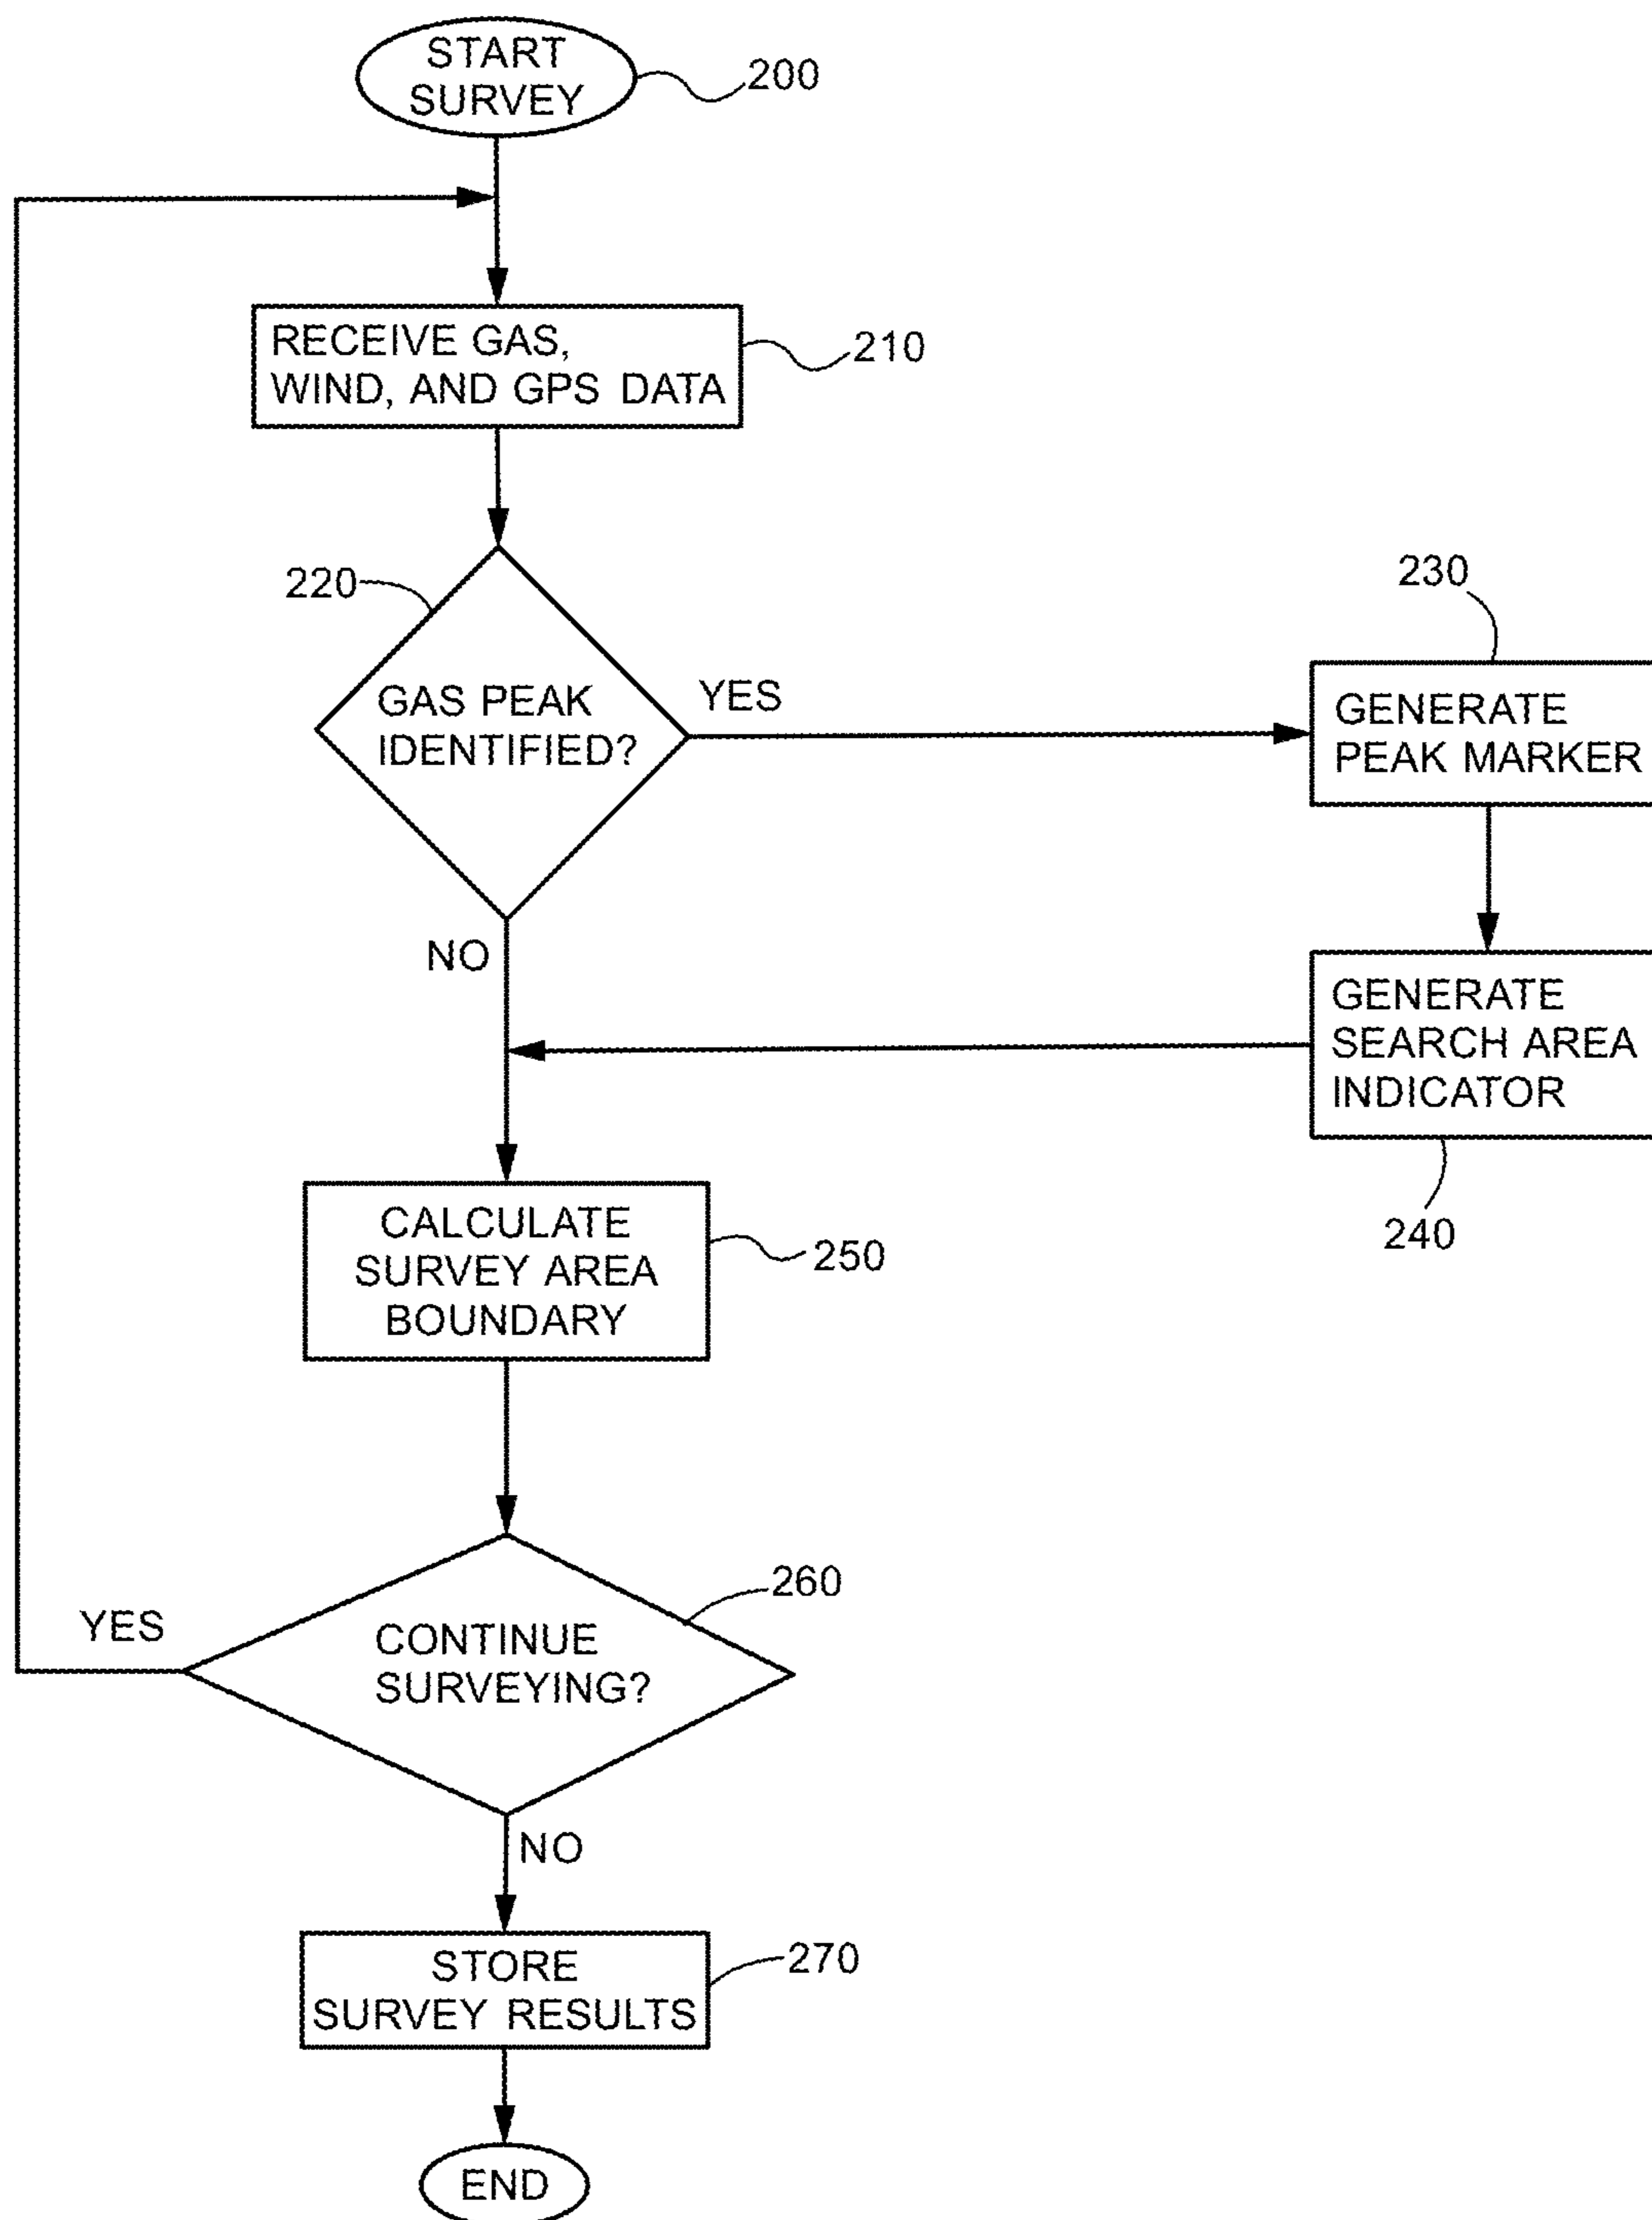 START
SURVEY
200
RECEIVE GAS,
WIND, AND GPS DATA
210
220
GAS PEAK
IDENTIFIED?
YES
230
GENERATE
PEAK MARKER
NO
GENERATE
SEARCH AREA
INDICATOR
240
CALCULATE
SURVEY AREA
BOUNDARY
250
260
YES
CONTINUE
SURVEYING?
NO
STORE
SURVEY RESULTS
270
END